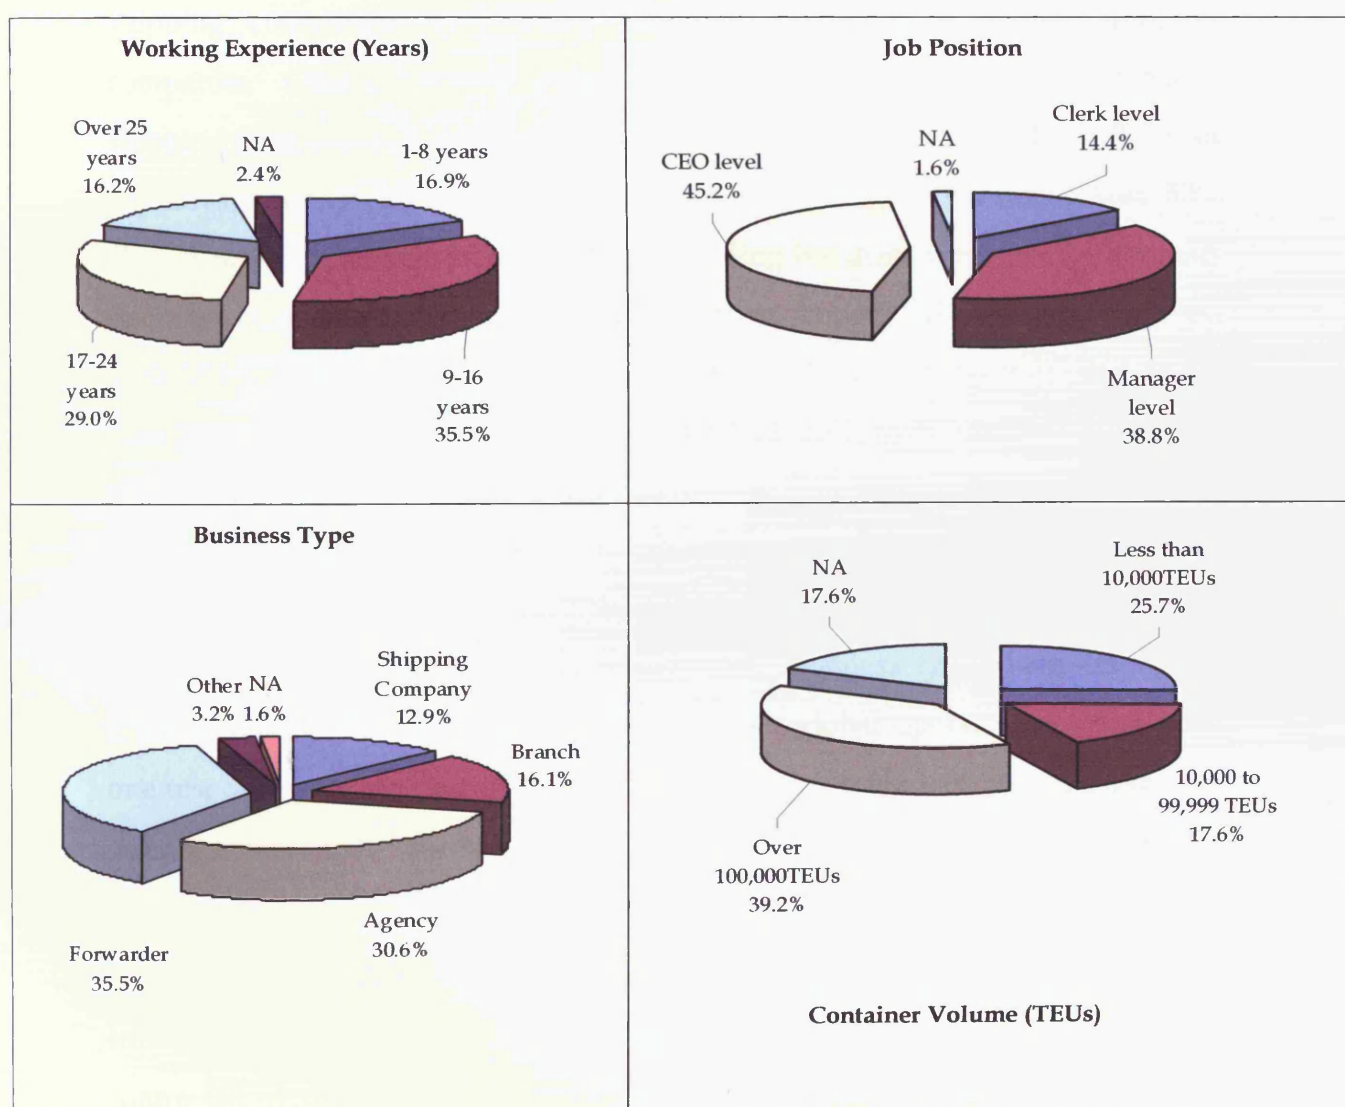 Working Experience (Years)
Over 25
years
16.2%
NA
2.4%
1-8 years
16.9%
17-24
years
29.0%
9-16
years
35.5%
Job Position
CEO level
45.2%
NA
1.6%
Clerk level
14.4%
Manager
level
38.8%
Business Type
Other NA
3.2% 1.6%
Shipping
Company
12.9%
Branch
16.1%
Agency
30.6%
Forwarder
35.5%
NA
17.6%
Less than
10,000TEUs
25.7%
10,000 to
99,999 TEUs
17.6%
Over
100,000TEUs
39.2%
Container Volume (TEUs)